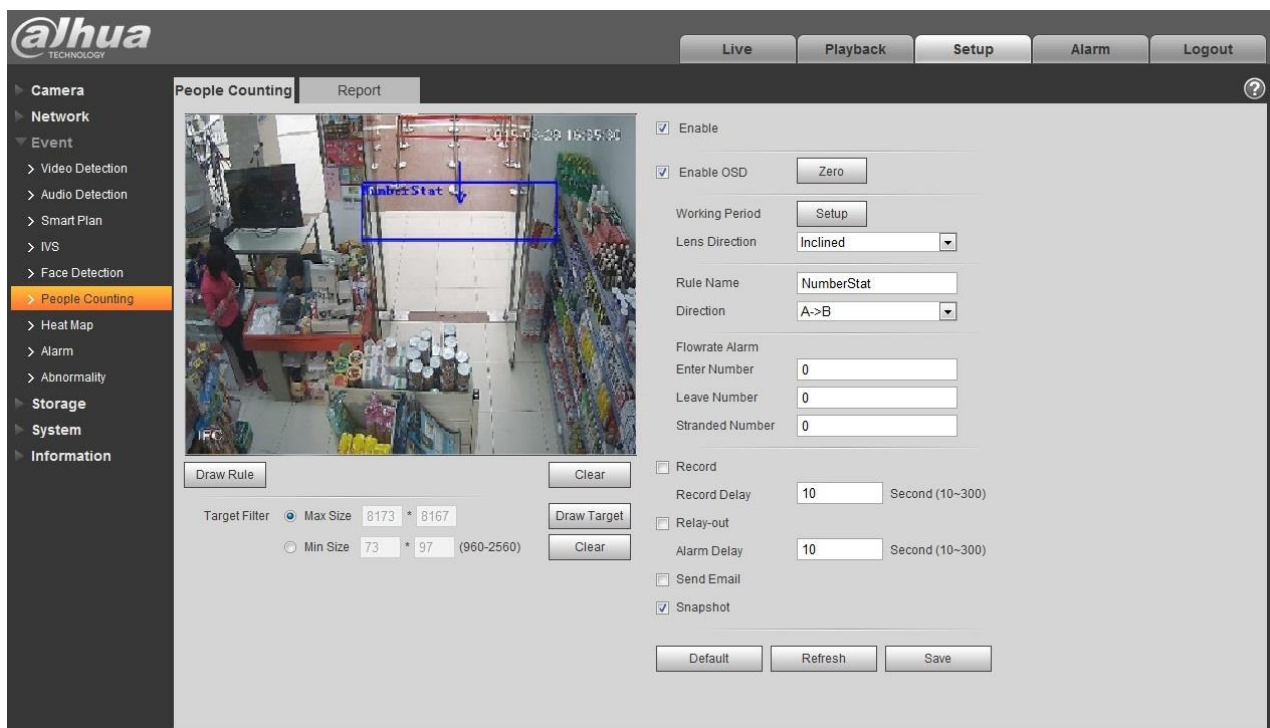 alhua
TECHNOLOGY
Live
Playback
Setup
Alarm
Logout
Camera
Network
Event
Video Detection
Audio Detection
Smart Plan
IVS
Face Detection
People Counting
Heat Map
Alarm
Abnormality
Storage
System
Information
People Counting
Report
?
NumberStat
IPC
Draw Rule
Clear
Target Filter Max Size 8173 * 8167 Draw Target
Min Size 73 * 97 (960-2560) Clear
Enable
Enable OSD Zero
Working Period Setup
Lens Direction Inclined
Rule Name NumberStat
Direction A->B
Flowrate Alarm
Enter Number 0
Leave Number 0
Stranded Number 0
Record
Record Delay 10 Second (10~300)
Relay-out
Alarm Delay 10 Second (10~300)
Send Email
Snapshot
Default Refresh Save